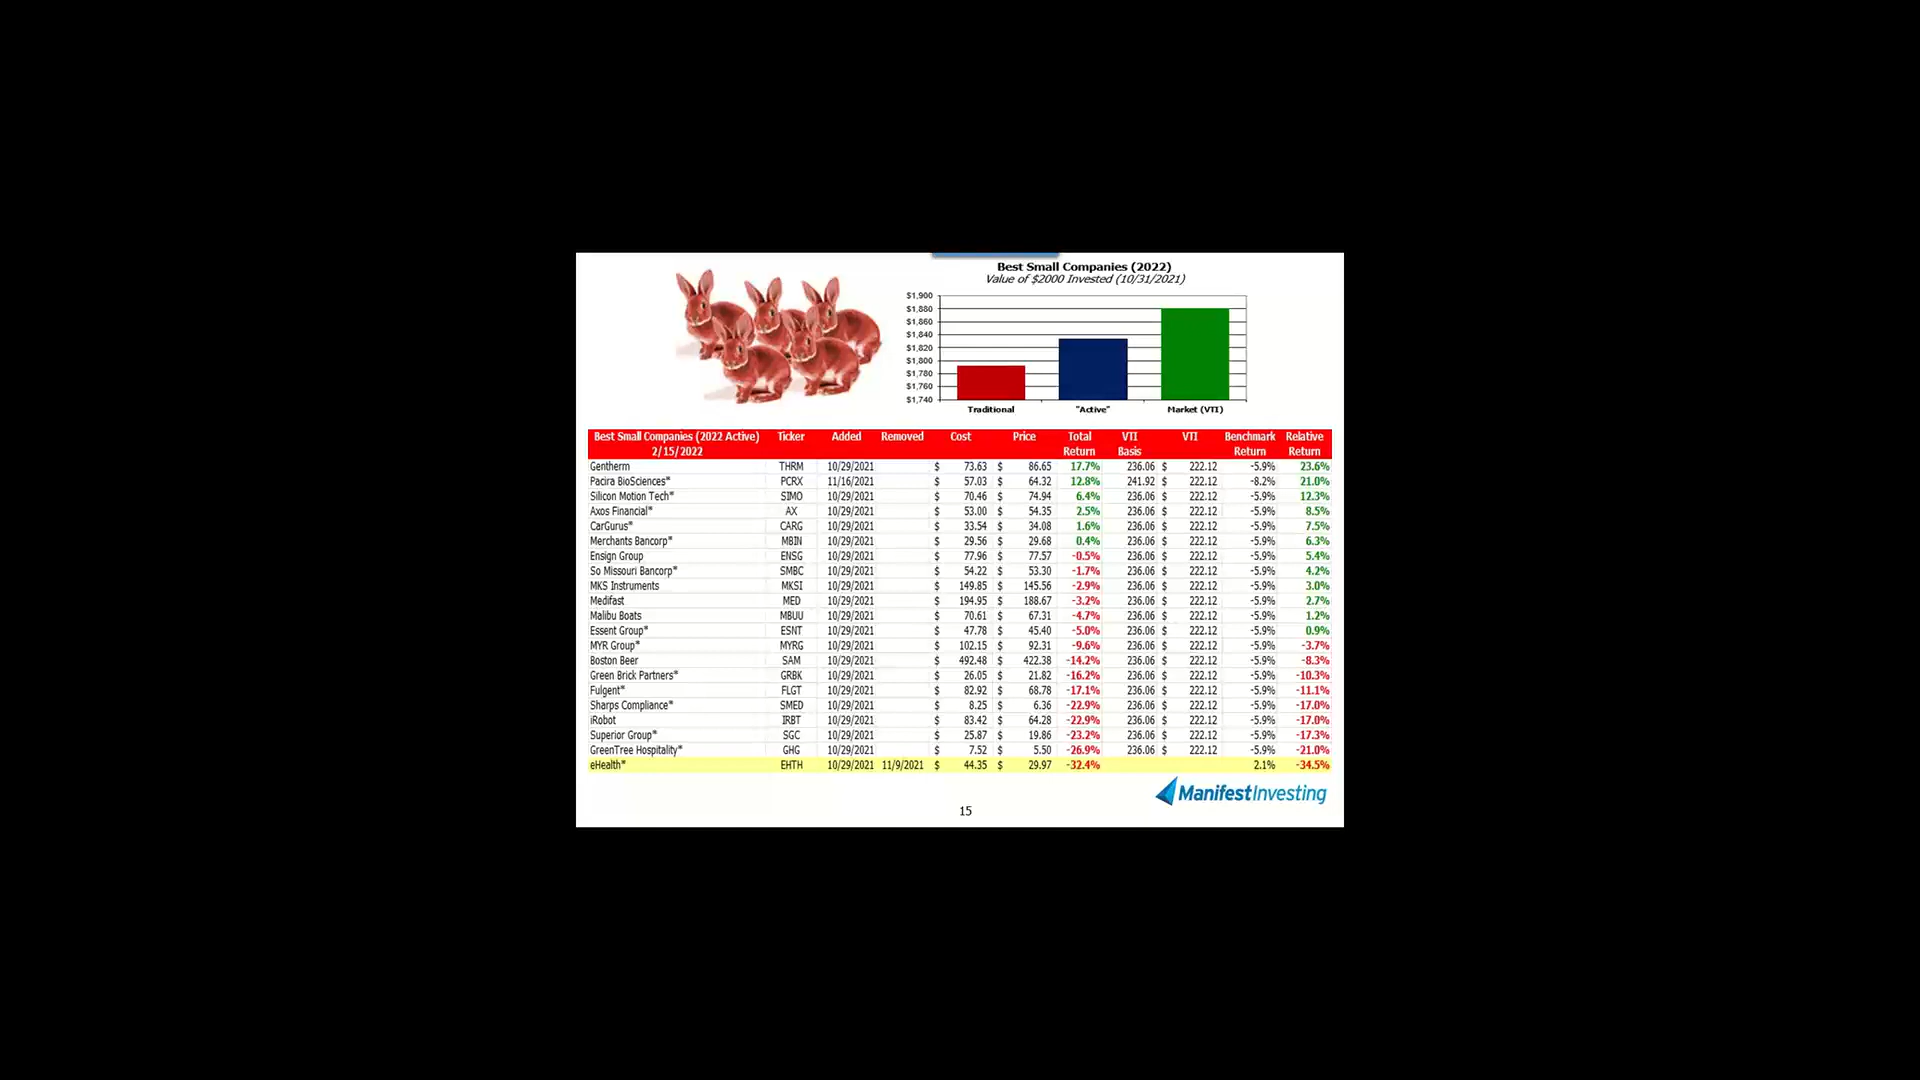 Best Small Companies (2022)
Value of $2000 Invested (10/31/2021)
$1,900
$1,880
$1,860
$1,840
$1,820
$1,800
$1,780
$1,760
$1,740
Traditional "Active" Market (VTI)
Best Small Companies (2022 Active) Ticker Added Removed Cost Price Total VTI VTI Benchmark Relative
2/15/2022 Return Basis Return Return
Gentherm THRM 10/29/2021 $ 73.63 $ 86.65 17.7% 236.06 $ 222.12 -5.9% 23.6%
Pacira BioSciences* PCRX 11/16/2021 $ 57.03 $ 64.32 12.8% 241.92 $ 222.12 -8.2% 21.0%
Silicon Motion Tech* SIMO 10/29/2021 $ 70.46 $ 74.94 6.4% 236.06 $ 222.12 -5.9% 12.3%
Axos Financial* AX 10/29/2021 $ 53.00 $ 54.35 2.5% 236.06 $ 222.12 -5.9% 8.5%
CarGurus* CARG 10/29/2021 $ 33.54 $ 34.08 1.6% 236.06 $ 222.12 -5.9% 7.5%
Merchants Bancorp* MBIN 10/29/2021 $ 29.56 $ 29.68 0.4% 236.06 $ 222.12 -5.9% 6.3%
Ensign Group ENSG 10/29/2021 $ 77.96 $ 77.57 -0.5% 236.06 $ 222.12 -5.9% 5.4%
So Missouri Bancorp* SMBC 10/29/2021 $ 54.22 $ 53.30 -1.7% 236.06 $ 222.12 -5.9% 4.2%
MKS Instruments MKSI 10/29/2021 $ 149.85 $ 145.56 -2.9% 236.06 $ 222.12 -5.9% 3.0%
Medifast MED 10/29/2021 $ 194.95 $ 188.67 -3.2% 236.06 $ 222.12 -5.9% 2.7%
Malibu Boats MBUU 10/29/2021 $ 70.61 $ 67.31 -4.7% 236.06 $ 222.12 -5.9% 1.2%
Essent Group* ESNT 10/29/2021 $ 47.78 $ 45.40 -5.0% 236.06 $ 222.12 -5.9% 0.9%
MYR Group* MYRG 10/29/2021 $ 102.15 $ 92.31 -9.6% 236.06 $ 222.12 -5.9% -3.7%
Boston Beer SAM 10/29/2021 $ 492.48 $ 422.38 -14.2% 236.06 $ 222.12 -5.9% -8.3%
Green Brick Partners* GRBK 10/29/2021 $ 26.05 $ 21.82 -16.2% 236.06 $ 222.12 -5.9% -10.3%
Fulgent* FLGT 10/29/2021 $ 82.92 $ 68.78 -17.1% 236.06 $ 222.12 -5.9% -11.1%
Sharps Compliance* SMED 10/29/2021 $ 8.25 $ 6.36 -22.9% 236.06 $ 222.12 -5.9% -17.0%
iRobot IRBT 10/29/2021 $ 83.42 $ 64.28 -22.9% 236.06 $ 222.12 -5.9% -17.0%
Superior Group* SGC 10/29/2021 $ 25.87 $ 19.86 -23.2% 236.06 $ 222.12 -5.9% -17.3%
GreenTree Hospitality* GHG 10/29/2021 $ 7.52 $ 5.50 -26.9% 236.06 $ 222.12 -5.9% -21.0%
eHealth* EHTH 10/29/2021 11/9/2021 $ 44.35 $ 29.97 -32.4% 2.1% -34.5%
ManifestInvesting
15